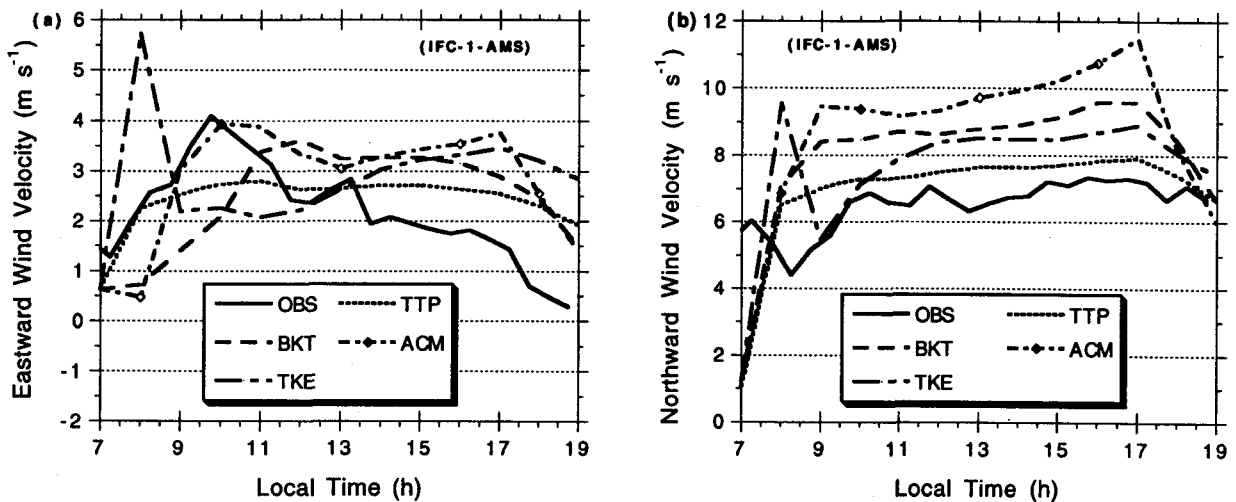 (a)
(IFC-1-AMS)
Eastward Wind Velocity (m s⁻¹)
6
5
4
3
2
1
0
-1
-2
OBS
TTP
BKT
ACM
TKE
7
9
11
13
15
17
19
Local Time (h)
(b)
(IFC-1-AMS)
Northward Wind Velocity (m s⁻¹)
12
10
8
6
4
2
0
OBS
TTP
BKT
ACM
TKE
7
9
11
13
15
17
19
Local Time (h)